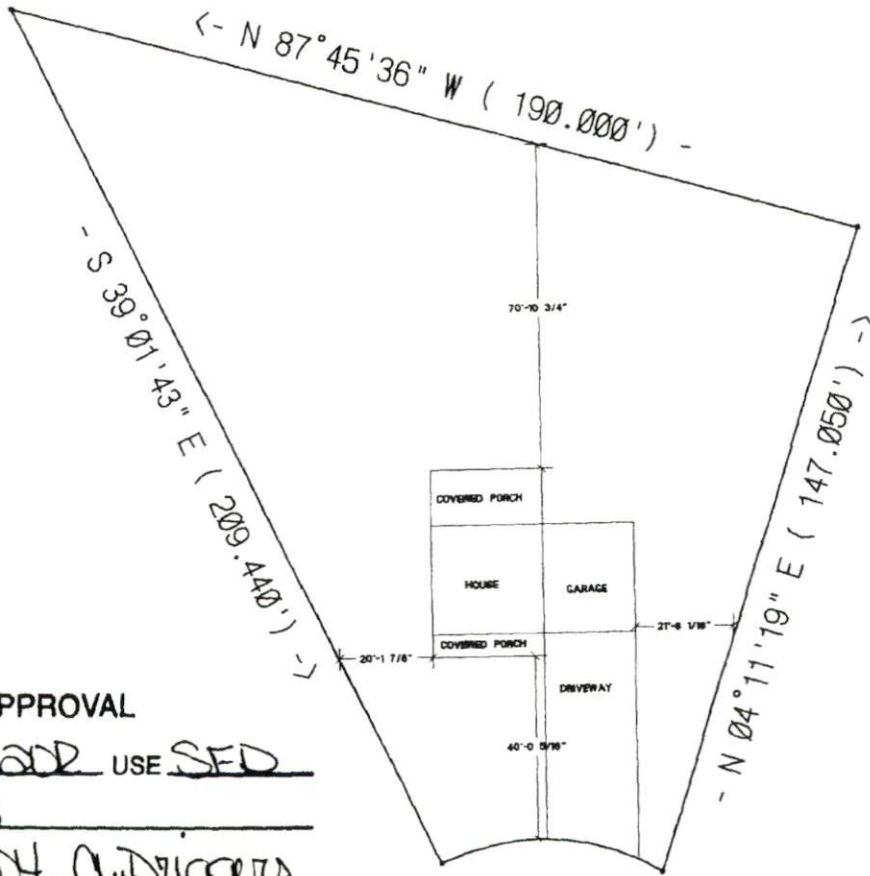 <- N 87°45'36" W ( 190.000') -
- S 39°01'43" E ( 209.440') ->
- N 04°11'19" E ( 147.050') ->
70'-10 3/4"
COVERED PORCH
HOUSE
GARAGE
COVERED PORCH
20'-1 7/8"
21'-6 1/16"
DRIVEWAY
40'-0 5/16"
PPROVAL
USE SFD